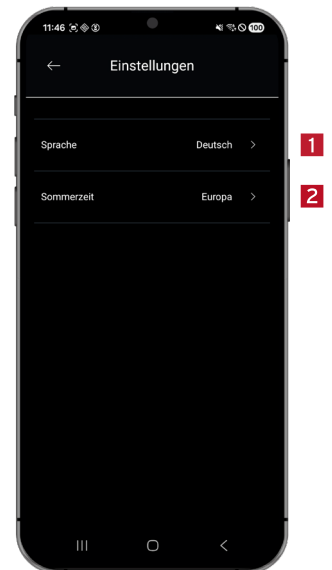 11:46 100
Einstellungen
Sprache Deutsch
1
Sommerzeit Europa
2